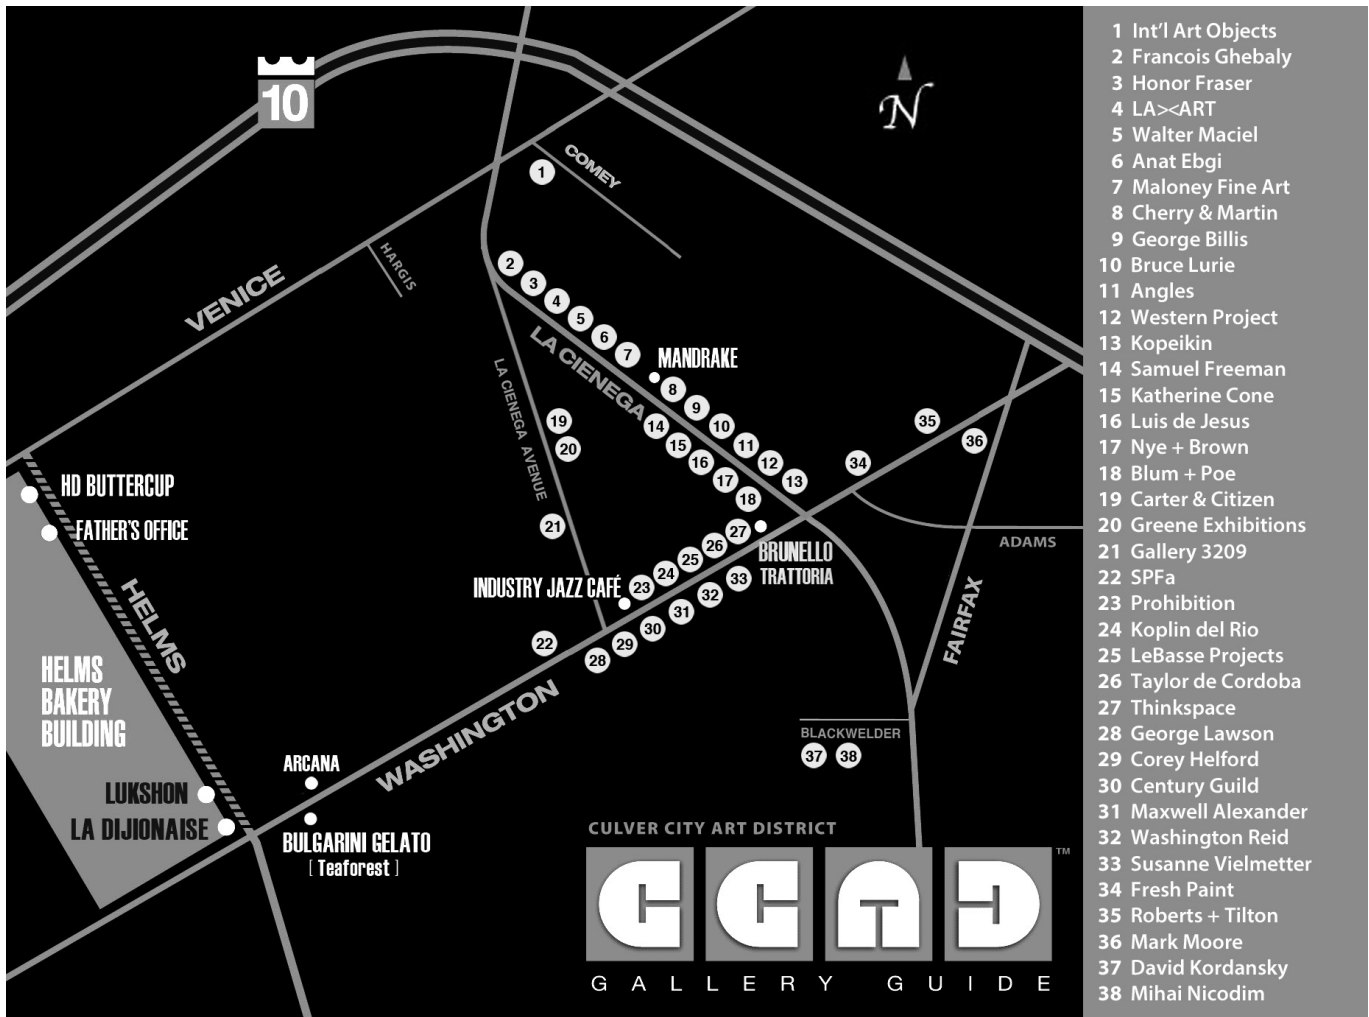 10
N
1
COMEY
HARGIS
VENICE
2
3
4
5
6
7
MANDRAKE
LA CIENEGA
LA CIENEGA AVENUE
8
9
10
11
12
13
14
15
16
17
18
19
20
21
34
35
36
ADAMS
FAIRFAX
HD BUTTERCUP
FATHER'S OFFICE
HELMS
HELMS
BAKERY
BUILDING
LUKSHON
LA DIJIONAISE
INDUSTRY JAZZ CAFÉ
23
24
25
26
27
BRUNELLO
TRATTORIA
22
28
29
30
31
32
33
WASHINGTON
ARCANA
BULGARINI GELATO
[ Teaforest ]
BLACKWELDER
37
38
CULVER CITY ART DISTRICT
CCAD ™
GALLERY GUIDE
1 Int'l Art Objects
2 Francois Ghebaly
3 Honor Fraser
4 LA><ART
5 Walter Maciel
6 Anat Ebgi
7 Maloney Fine Art
8 Cherry & Martin
9 George Billis
10 Bruce Lurie
11 Angles
12 Western Project
13 Kopeikin
14 Samuel Freeman
15 Katherine Cone
16 Luis de Jesus
17 Nye + Brown
18 Blum + Poe
19 Carter & Citizen
20 Greene Exhibitions
21 Gallery 3209
22 SPFa
23 Prohibition
24 Koplin del Rio
25 LeBasse Projects
26 Taylor de Cordoba
27 Thinkspace
28 George Lawson
29 Corey Helford
30 Century Guild
31 Maxwell Alexander
32 Washington Reid
33 Susanne Vielmetter
34 Fresh Paint
35 Roberts + Tilton
36 Mark Moore
37 David Kordansky
38 Mihai Nicodim